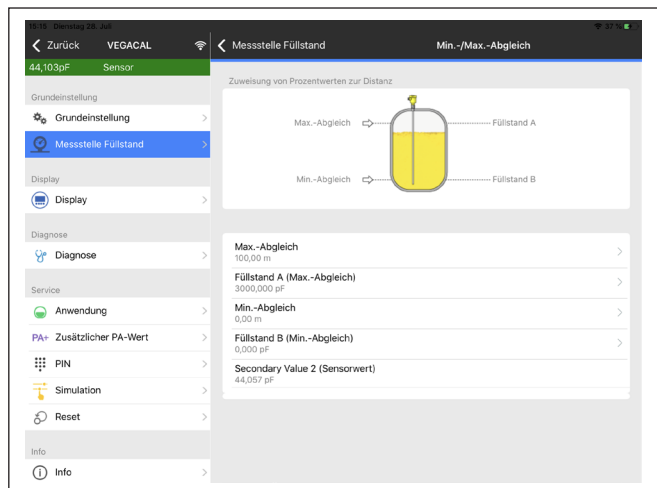 15:15 Dienstag 28. Juli
37 %
Zurück
VEGACAL
Messstelle Füllstand
Min.-/Max.-Abgleich
44,103pF
Sensor
Grundeinstellung
Grundeinstellung
Messstelle Füllstand
Display
Display
Diagnose
Diagnose
Service
Anwendung
PA+ Zusätzlicher PA-Wert
PIN
Simulation
Reset
Info
Info
Zuweisung von Prozentwerten zur Distanz
Max.-Abgleich
Füllstand A
Min.-Abgleich
Füllstand B
Max.-Abgleich
100,00 m
Füllstand A (Max.-Abgleich)
3000,000 pF
Min.-Abgleich
0,00 m
Füllstand B (Min.-Abgleich)
0,000 pF
Secondary Value 2 (Sensorwert)
44,057 pF